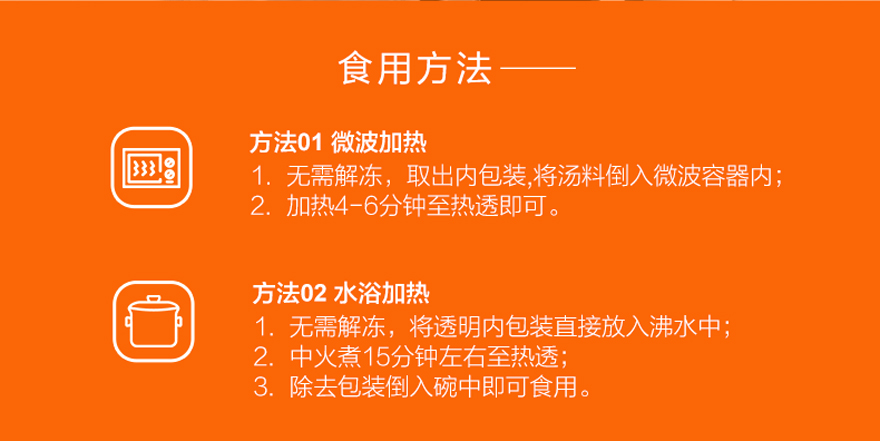 食用方法——
方法01 微波加热
1. 无需解冻，取出内包装,将汤料倒入微波容器内；
2. 加热4-6分钟至热透即可。
方法02 水浴加热
1. 无需解冻，将透明内包装直接放入沸水中；
2. 中火煮15分钟左右至热透；
3. 除去包装倒入碗中即可食用。